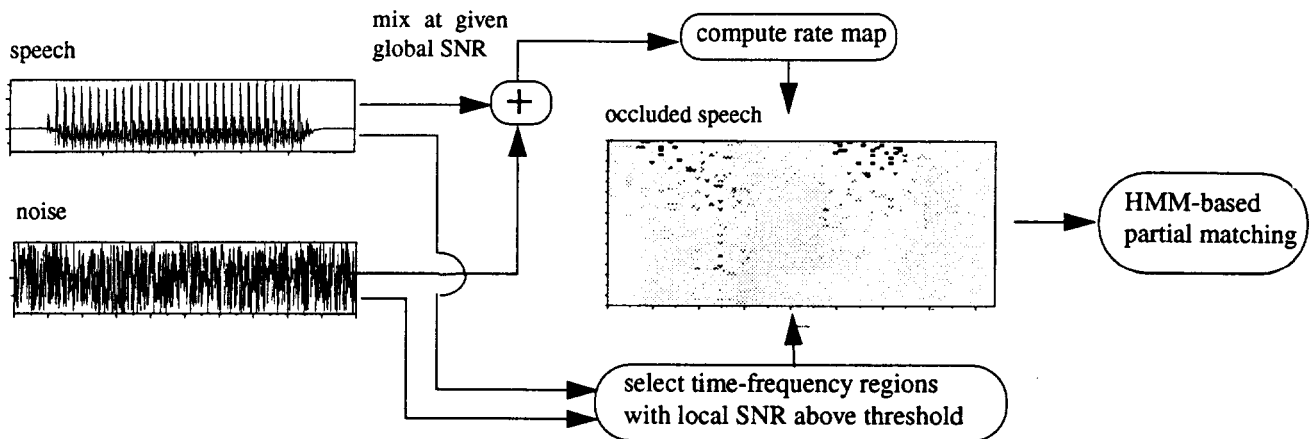 mix at given
global SNR
compute rate map
speech
+
occluded speech
noise
HMM-based
partial matching
select time-frequency regions
with local SNR above threshold